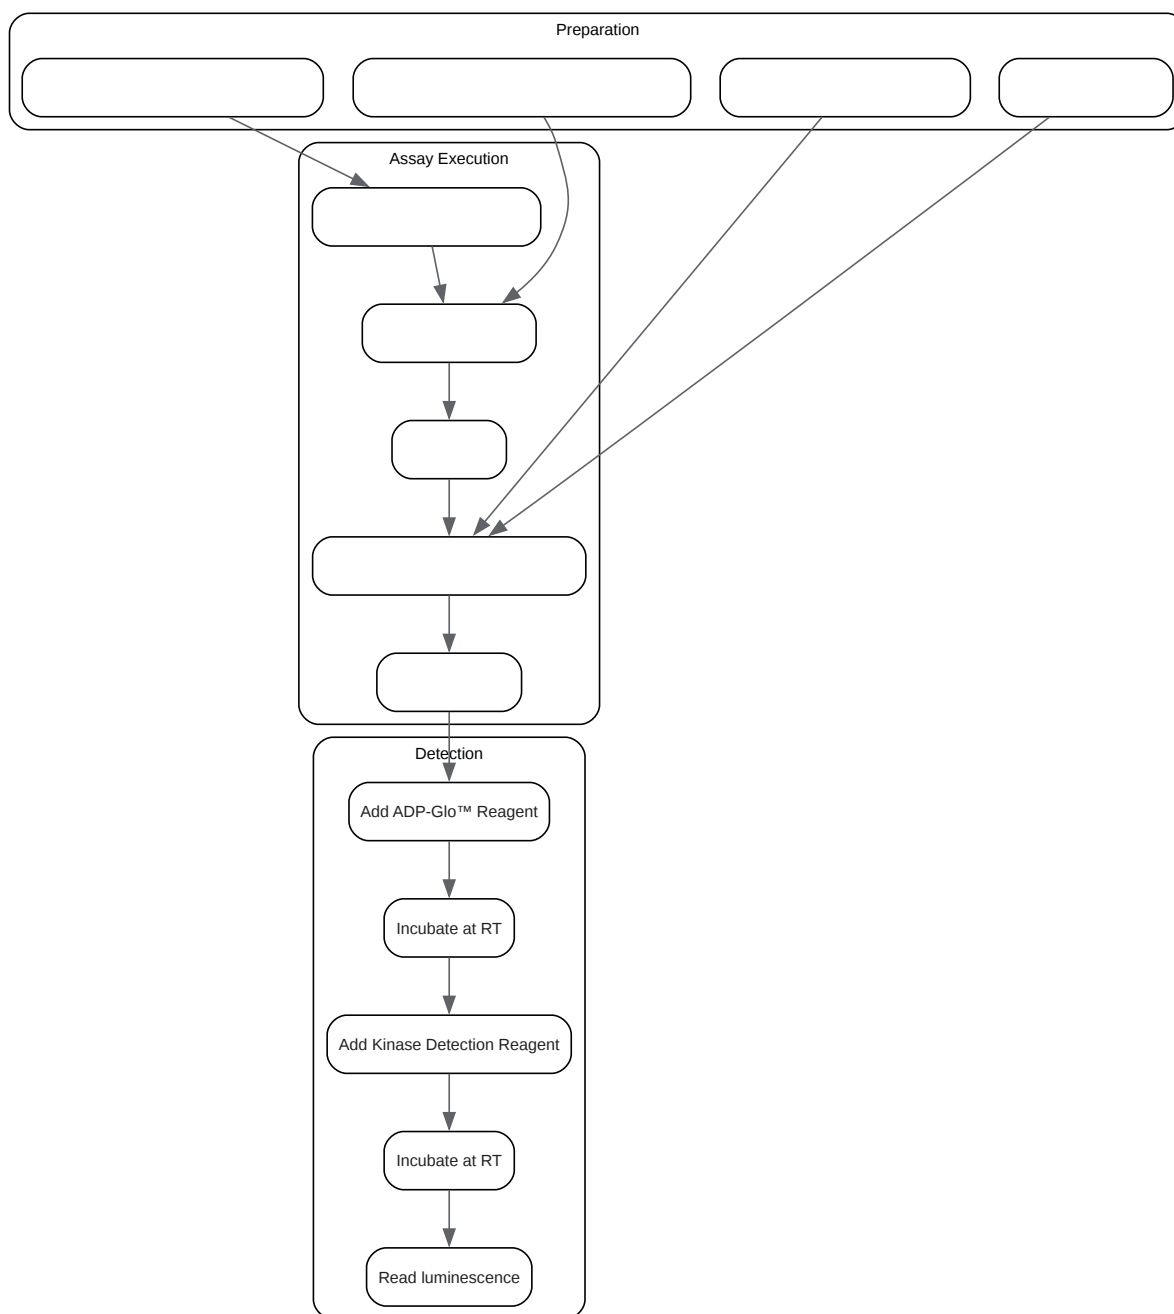 Preparation
Assay Execution
Detection
Add ADP-Glo™ Reagent
Incubate at RT
Add Kinase Detection Reagent
Incubate at RT
Read luminescence